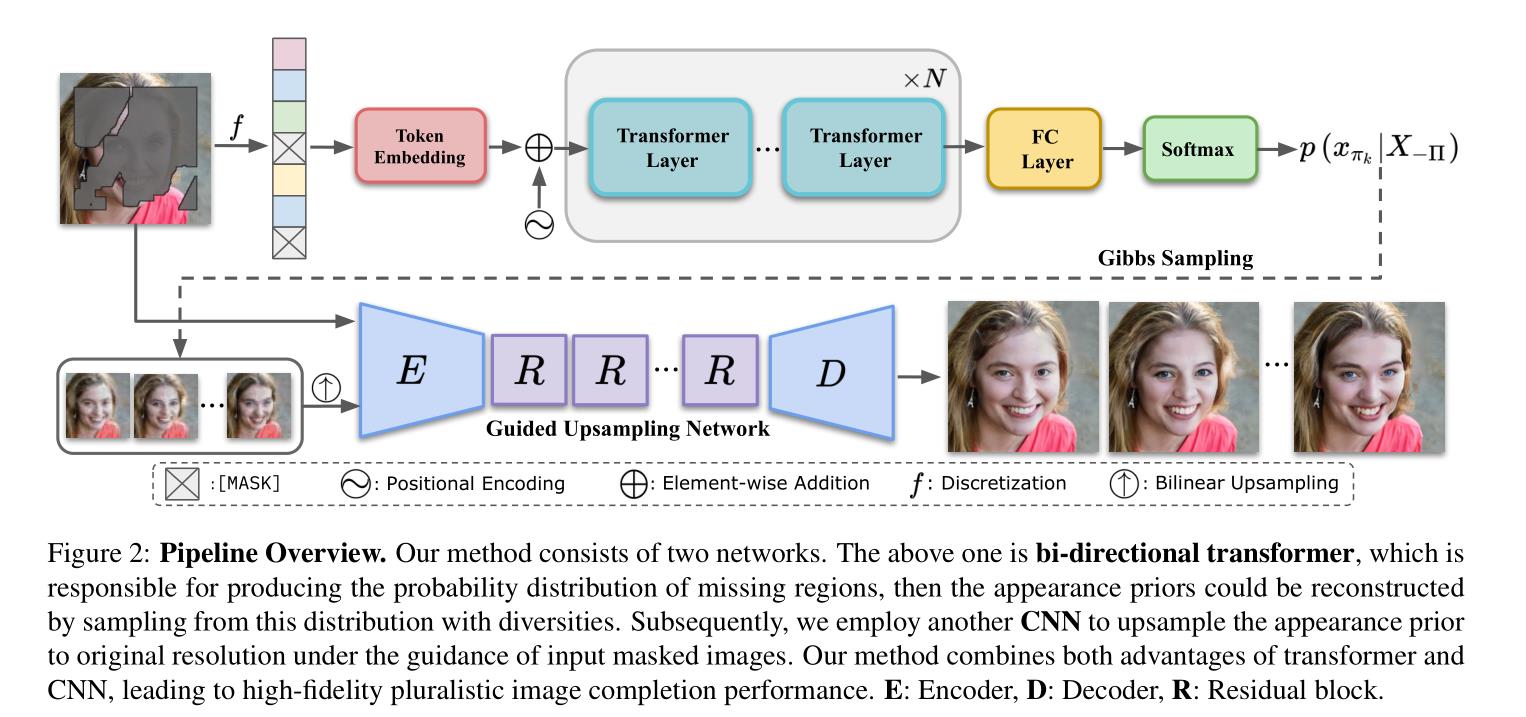 ×N
f
Token
Embedding
Transformer
Layer
...
Transformer
Layer
FC
Layer
Softmax
p (x_{π_k} | X_{−Π})
Gibbs Sampling
E
R
R
...
R
D
...
...
Guided Upsampling Network
:[MASK]
: Positional Encoding
: Element-wise Addition
f: Discretization
: Bilinear Upsampling
Figure 2: Pipeline Overview. Our method consists of two networks. The above one is bi-directional transformer, which is
responsible for producing the probability distribution of missing regions, then the appearance priors could be reconstructed
by sampling from this distribution with diversities. Subsequently, we employ another CNN to upsample the appearance prior
to original resolution under the guidance of input masked images. Our method combines both advantages of transformer and
CNN, leading to high-fidelity pluralistic image completion performance. E: Encoder, D: Decoder, R: Residual block.